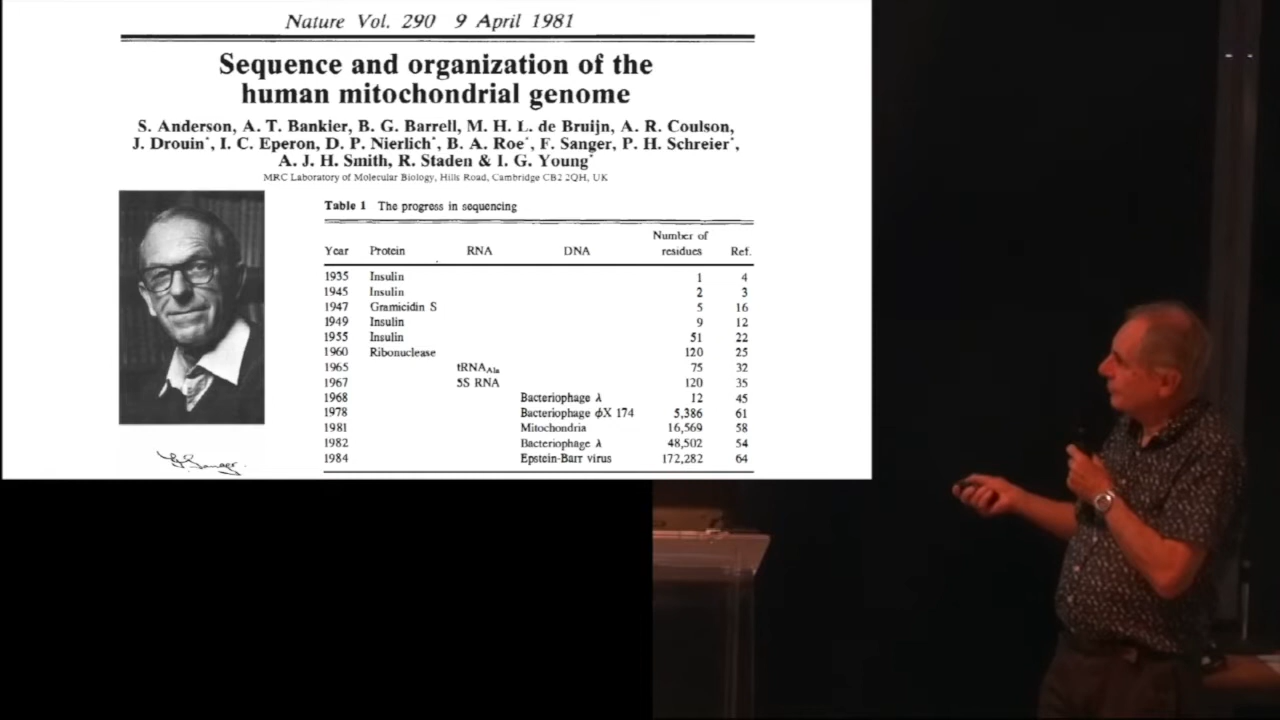 Nature Vol. 290 9 April 1981
Sequence and organization of the
human mitochondrial genome
S. Anderson, A. T. Bankier, B. G. Barrell, M. H. L. de Bruijn, A. R. Coulson,
J. Drouin*, I. C. Eperon, D. P. Nierlich*, B. A. Roe*, F. Sanger, P. H. Schreier*,
A. J. H. Smith, R. Staden & I. G. Young*
MRC Laboratory of Molecular Biology, Hills Road, Cambridge CB2 2QH, UK
Table 1 The progress in sequencing
Year Protein RNA DNA Number of residues Ref.
1935 Insulin 1 4
1945 Insulin 2 3
1947 Gramicidin S 5 16
1949 Insulin 9 12
1955 Insulin 51 22
1960 Ribonuclease 120 25
1965 tRNAAla 75 32
1967 5S RNA 120 35
1968 Bacteriophage λ 12 45
1978 Bacteriophage ϕX 174 5,386 61
1981 Mitochondria 16,569 58
1982 Bacteriophage λ 48,502 54
1984 Epstein-Barr virus 172,282 64